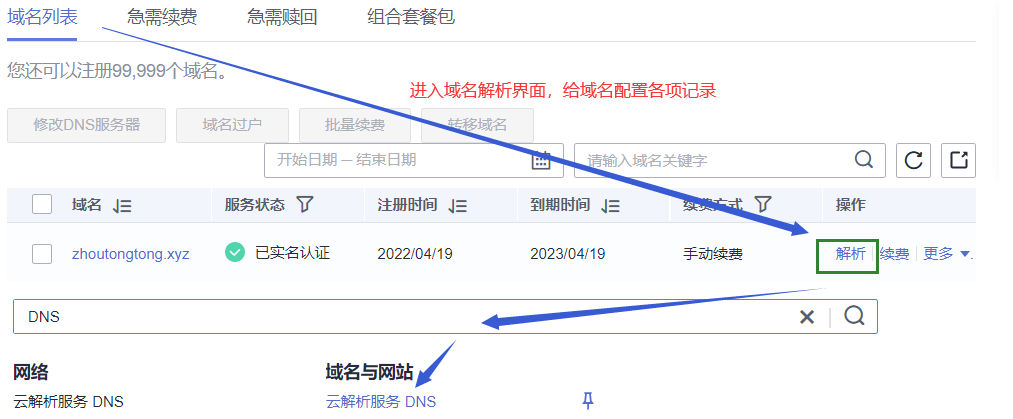 域名列表 急需续费 急需赎回 组合套餐包
您还可以注册99,999个域名。
进入域名解析界面，给域名配置各项记录
修改DNS服务器 域名过户 批量续费 转移域名
开始日期 — 结束日期 请输入域名关键字
域名 服务状态 注册时间 到期时间 续费方式 操作
zhoutongtong.xyz 已实名认证 2022/04/19 2023/04/19 手动续费 解析 续费 更多
DNS
网络 域名与网站
云解析服务 DNS 云解析服务 DNS